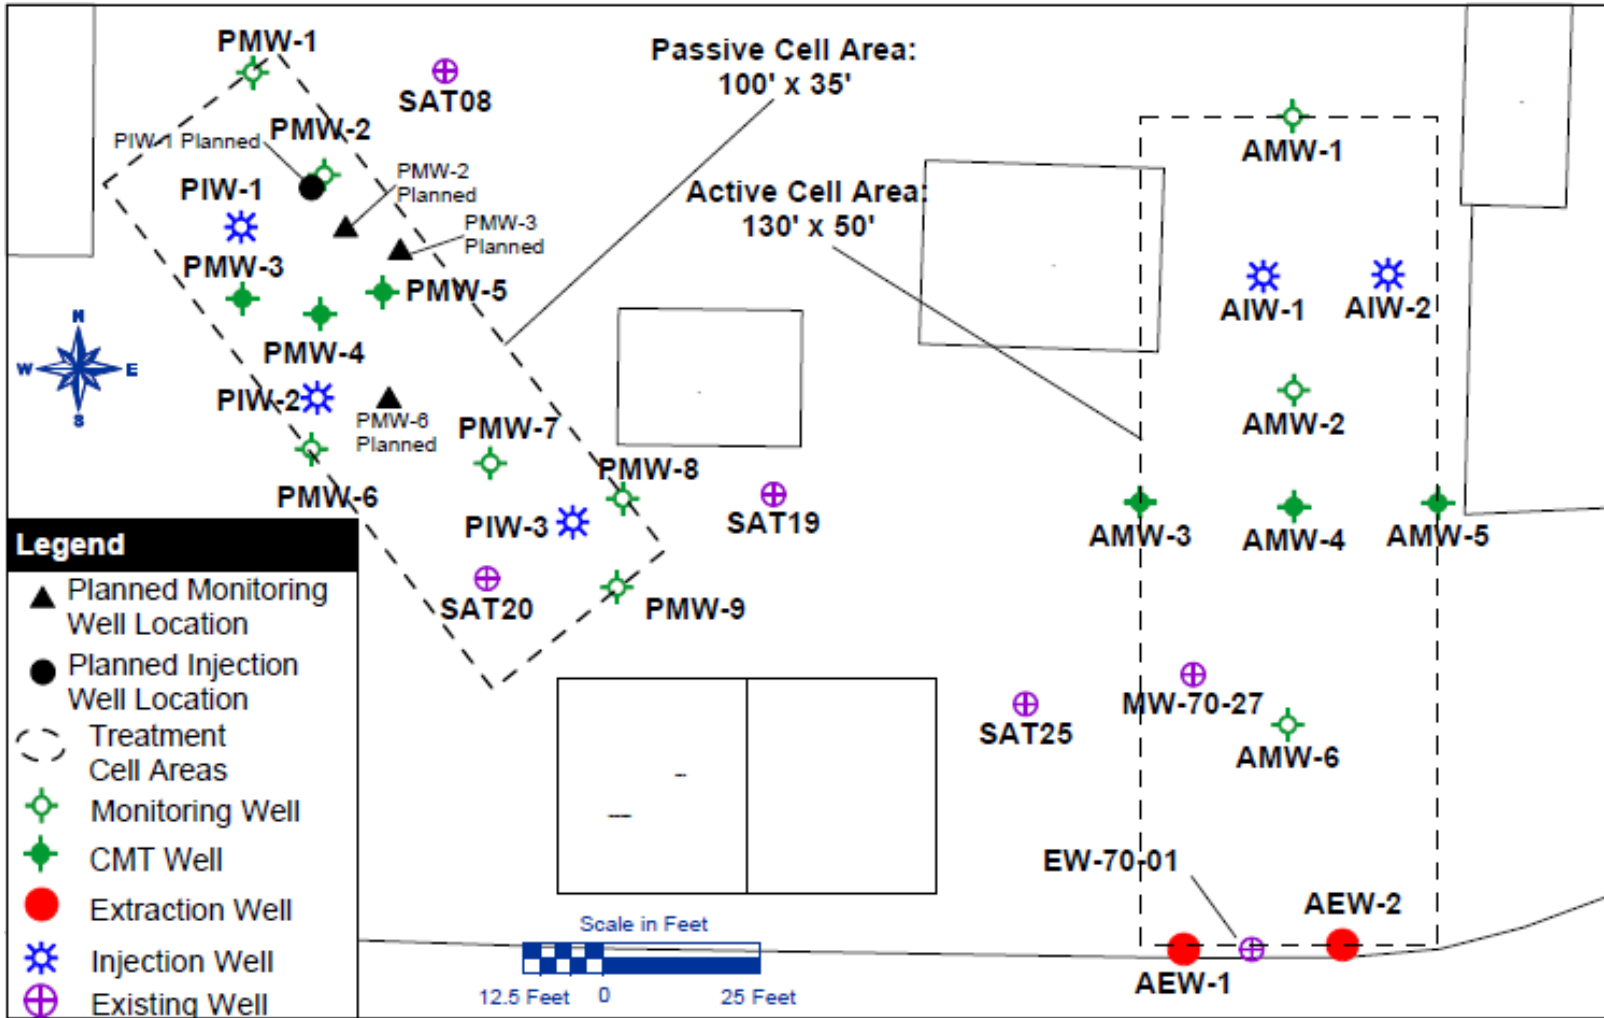 PMW-1
SAT08
Passive Cell Area:
100' x 35'
PMW-2
PIW-1 Planned
PMW-2
Planned
PIW-1
PMW-3
Planned
PMW-3
PMW-5
PMW-4
PIW-2
PMW-6
Planned
PMW-7
PMW-6
PMW-8
PIW-3
SAT19
SAT20
PMW-9
Active Cell Area:
130' x 50'
AMW-1
AIW-1
AIW-2
AMW-2
AMW-3
AMW-4
AMW-5
MW-70-27
SAT25
AMW-6
EW-70-01
AEW-2
AEW-1
N
W
E
S
Legend
Planned Monitoring
Well Location
Planned Injection
Well Location
Treatment
Cell Areas
Monitoring Well
CMT Well
Extraction Well
Injection Well
Existing Well
Scale in Feet
12.5 Feet 0 25 Feet